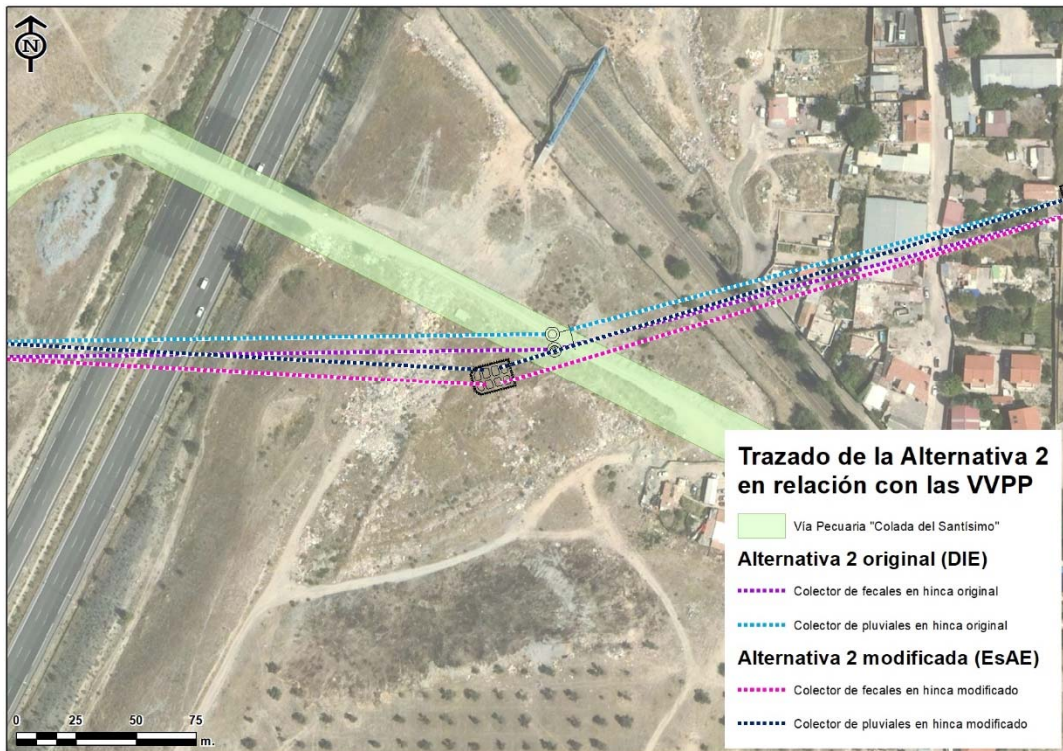 N
Trazado de la Alternativa 2
en relación con las VVPP
Vía Pecuaria "Colada del Santísimo"
Alternativa 2 original (DIE)
Colector de fecales en hinca original
Colector de pluviales en hinca original
Alternativa 2 modificada (EsAE)
Colector de fecales en hinca modificado
Colector de pluviales en hinca modificado
0 25 50 75
m.